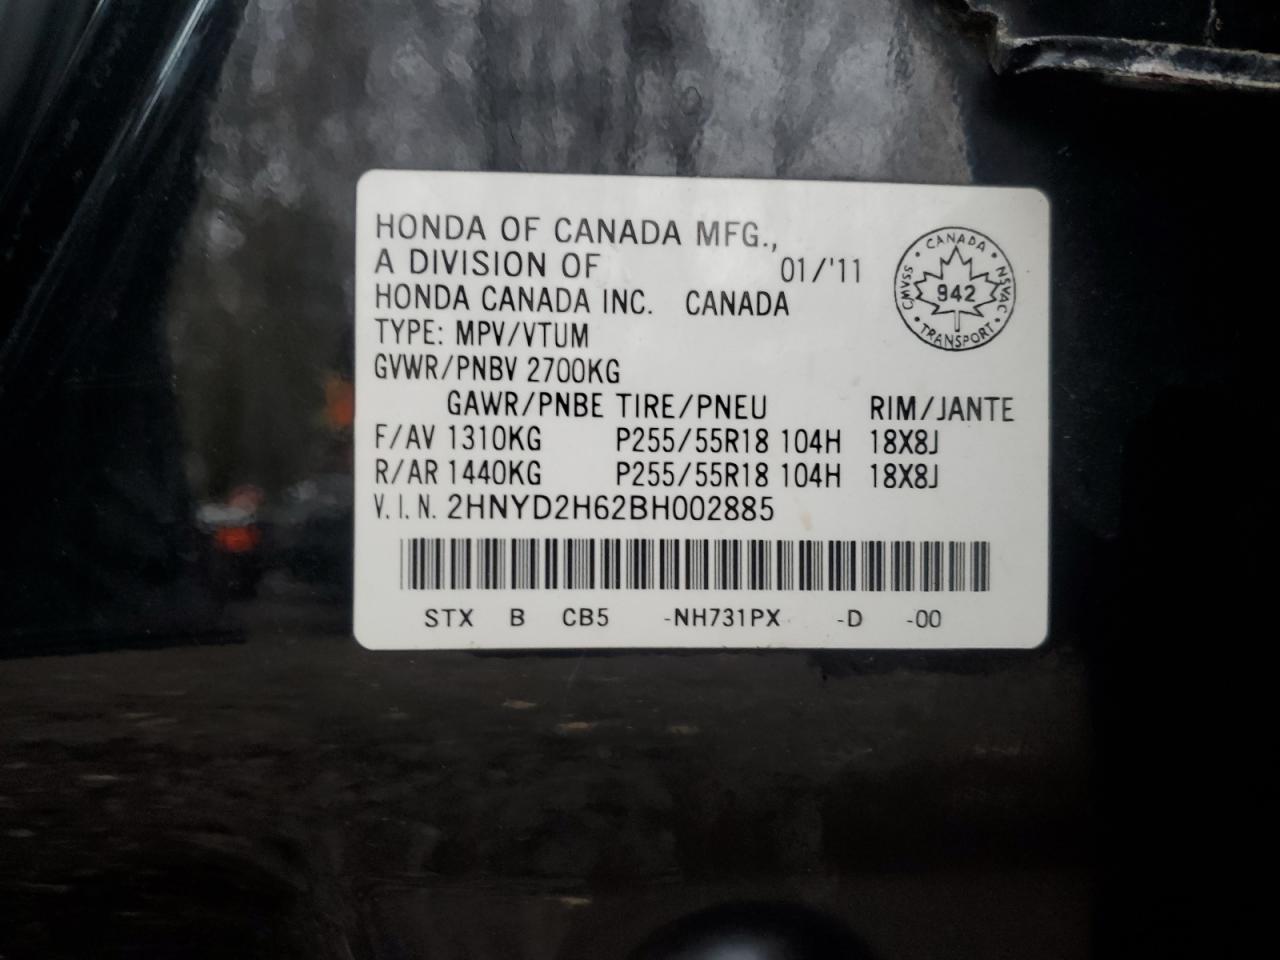 HONDA OF CANADA MFG.,
A DIVISION OF 01/'11
HONDA CANADA INC. CANADA
TYPE: MPV/VTUM
GVWR/PNBV 2700KG
GAWR/PNBE TIRE/PNEU RIM/JANTE
F/AV 1310KG P255/55R18 104H 18X8J
R/AR 1440KG P255/55R18 104H 18X8J
V.I.N. 2HNYD2H62BH002885
STX B CB5 -NH731PX -D -00
CANADA
CMVSS 942 NSVAC
TRANSPORT